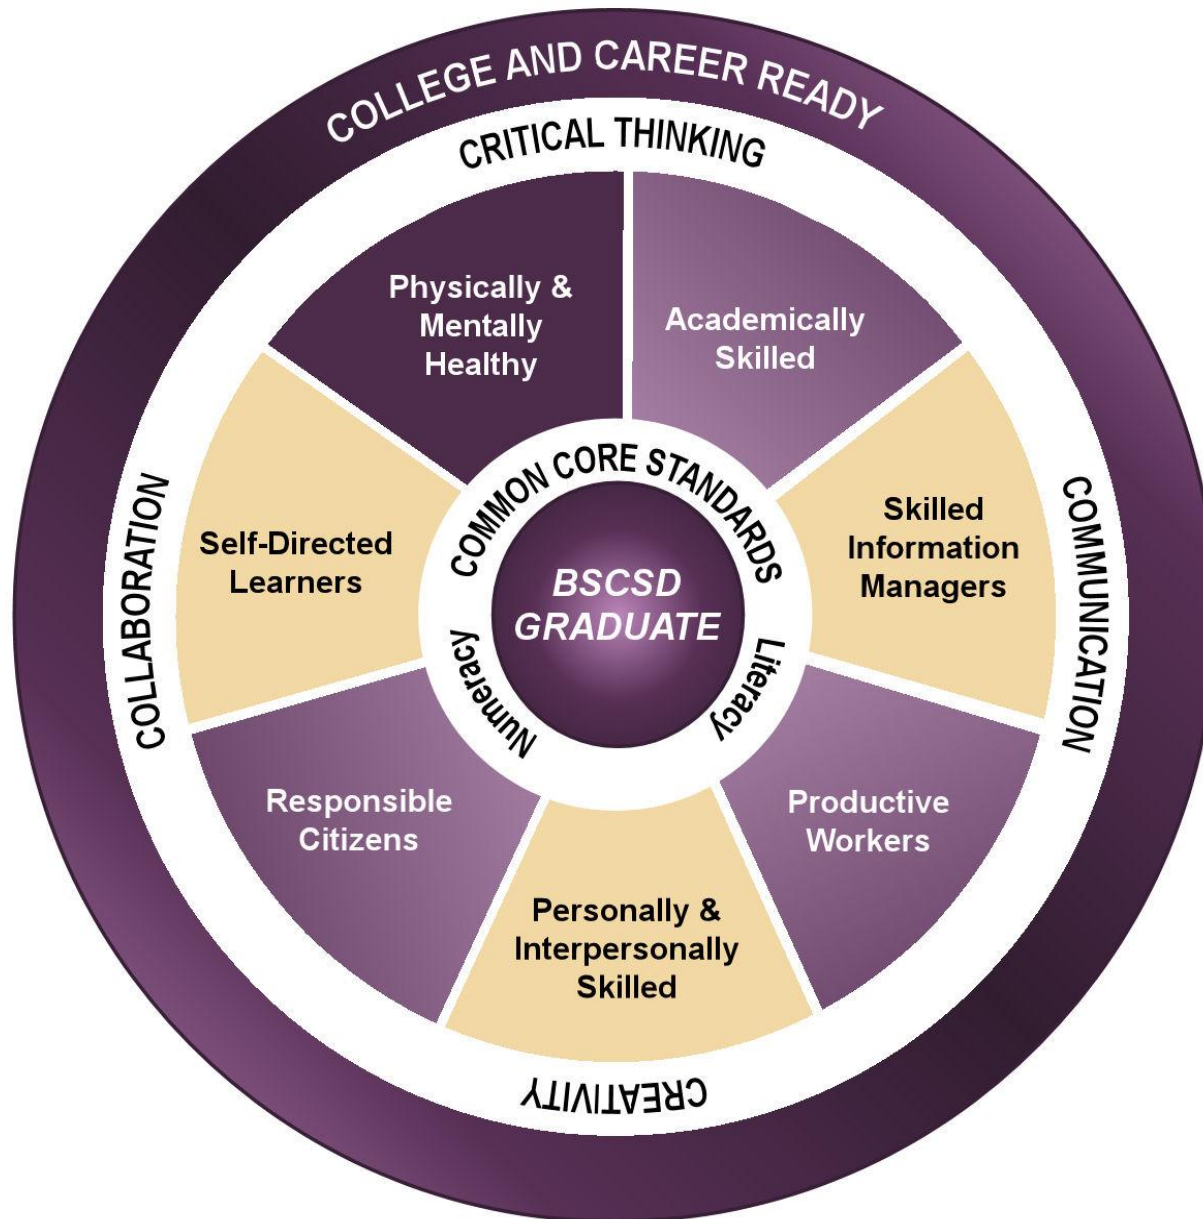 COLLEGE AND CAREER READY
CRITICAL THINKING
Physically &
Mentally
Healthy
Academically
Skilled
Self-Directed
Learners
Skilled
Information
Managers
COLLABORATION
COMMUNICATION
COMMON CORE STANDARDS
BSCSD
GRADUATE
Numeracy
Literacy
Responsible
Citizens
Productive
Workers
Personally &
Interpersonally
Skilled
CREATIVITY